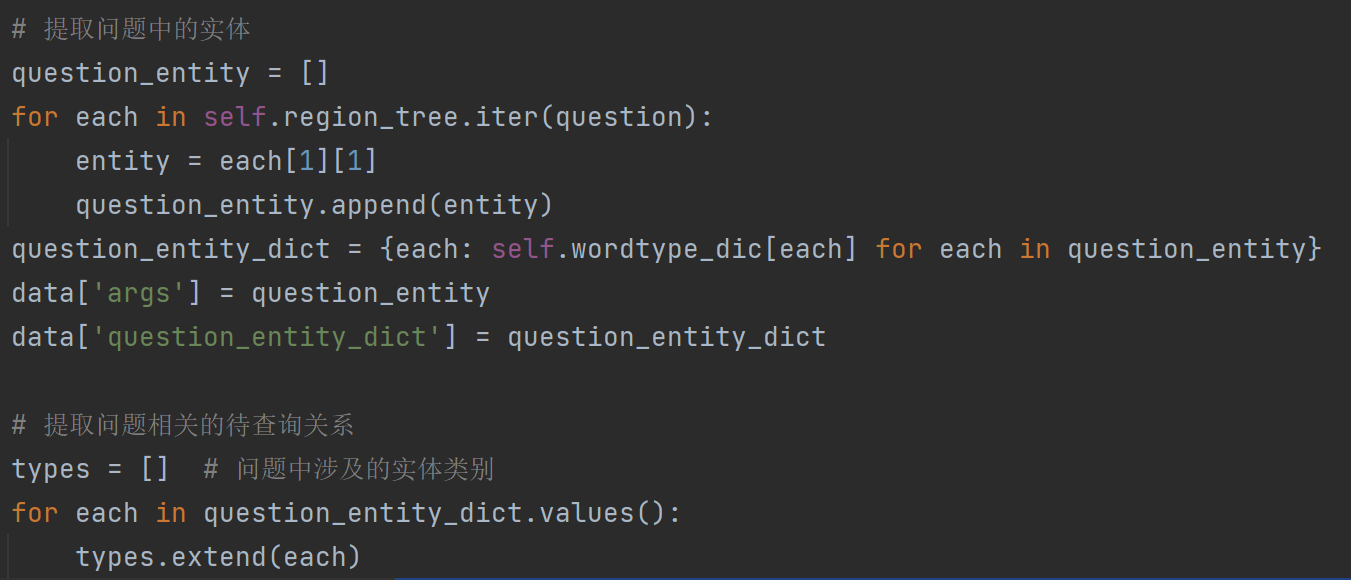 # 提取问题中的实体
question_entity = []
for each in self.region_tree.iter(question):
    entity = each[1][1]
    question_entity.append(entity)
question_entity_dict = {each: self.wordtype_dic[each] for each in question_entity}
data['args'] = question_entity
data['question_entity_dict'] = question_entity_dict

# 提取问题相关的待查询关系
types = []  # 问题中涉及的实体类别
for each in question_entity_dict.values():
    types.extend(each)